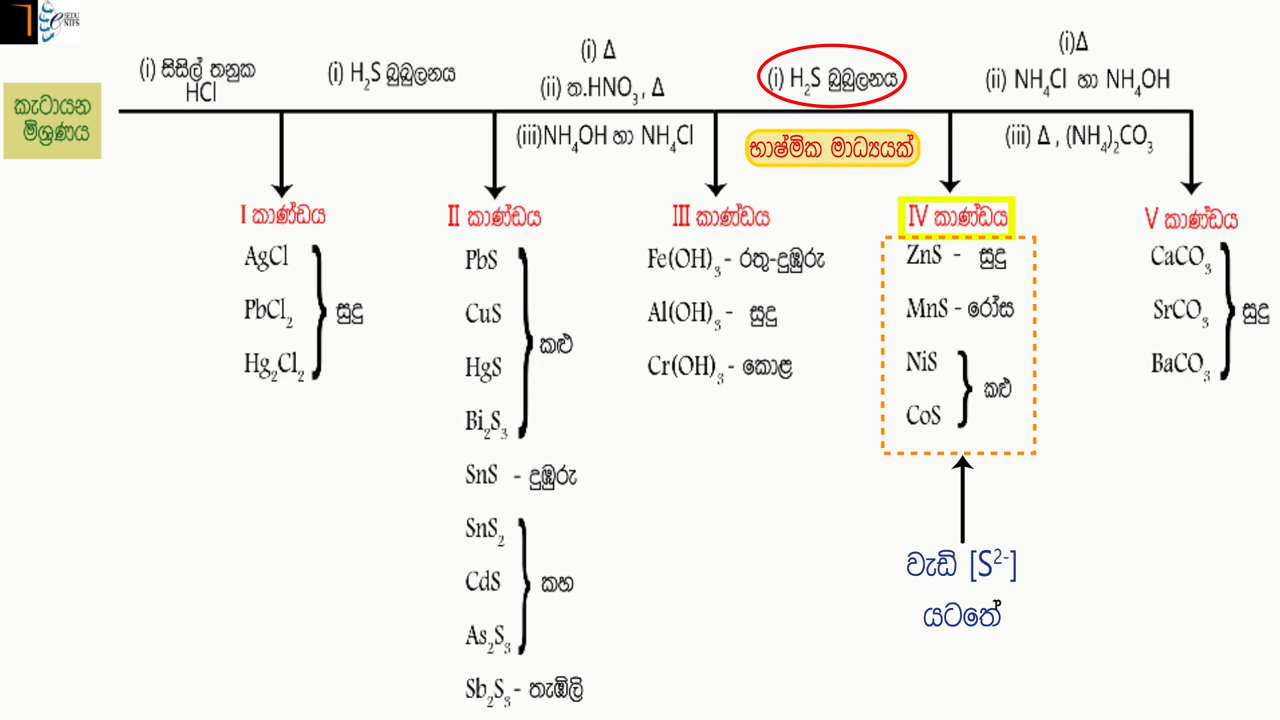 SEDU
NIFS
කැටායන
මිශ්‍රණය
(i) සිසිල් තනුක
HCl
(i) H₂S බුබුලනය
(i) Δ
(ii) ත.HNO₃ , Δ
(iii)NH₄OH හා NH₄Cl
(i) H₂S බුබුලනය
භාෂ්මික මාධ්‍යයක්
(i)Δ
(ii) NH₄Cl හා NH₄OH
(iii) Δ , (NH₄)₂CO₃
I කාණ්ඩය
AgCl
PbCl₂
Hg₂Cl₂
සුදු
II කාණ්ඩය
PbS
CuS
HgS
Bi₂S₃
කළු
SnS - දුඹුරු
SnS₂
CdS
As₂S₃
කහ
Sb₂S₃ - තැඹිලි
III කාණ්ඩය
Fe(OH)₃ - රතු-දුඹුරු
Al(OH)₃ - සුදු
Cr(OH)₃ - කොළ
IV කාණ්ඩය
ZnS - සුදු
MnS - රෝස
NiS
CoS
කළු
වැඩි [S²⁻]
යටතේ
V කාණ්ඩය
CaCO₃
SrCO₃
BaCO₃
සුදු